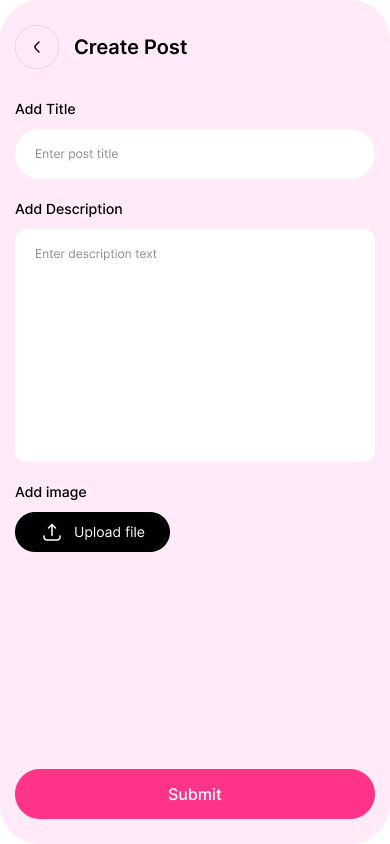 Create Post
Add Title
Enter post title
Add Description
Enter description text
Add image
Upload file
Submit